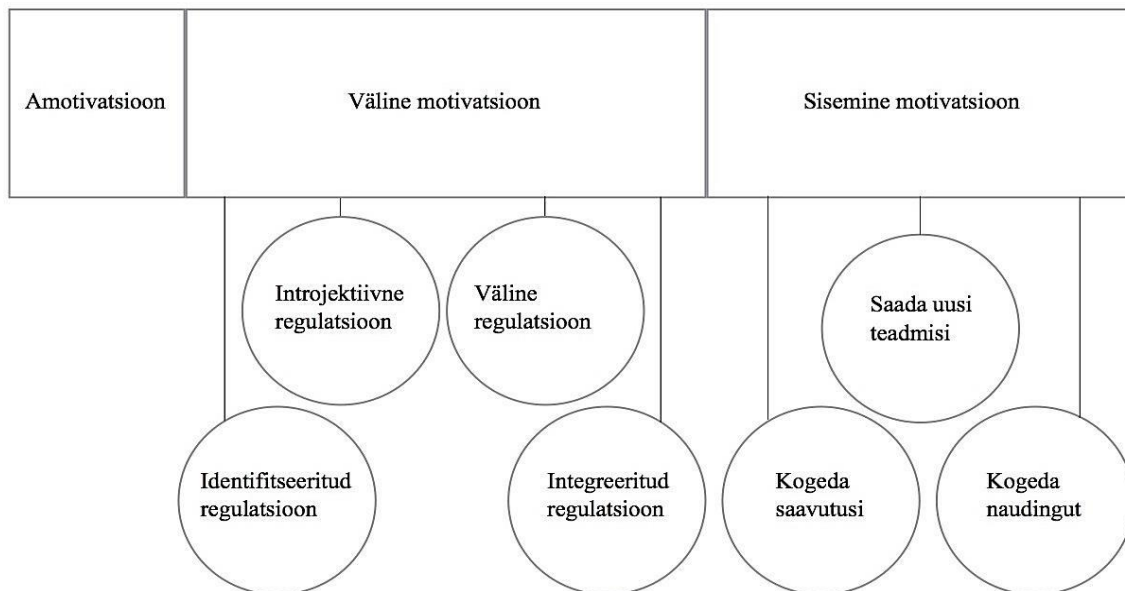 Amotivatsioon
Väline motivatsioon
Sisemine motivatsioon
Introjektiivne
regulatsioon
Väline
regulatsioon
Saada uusi
teadmisi
Identifitseeritud
regulatsioon
Integreeritud
regulatsioon
Kogeda
saavutusi
Kogeda
naudingut